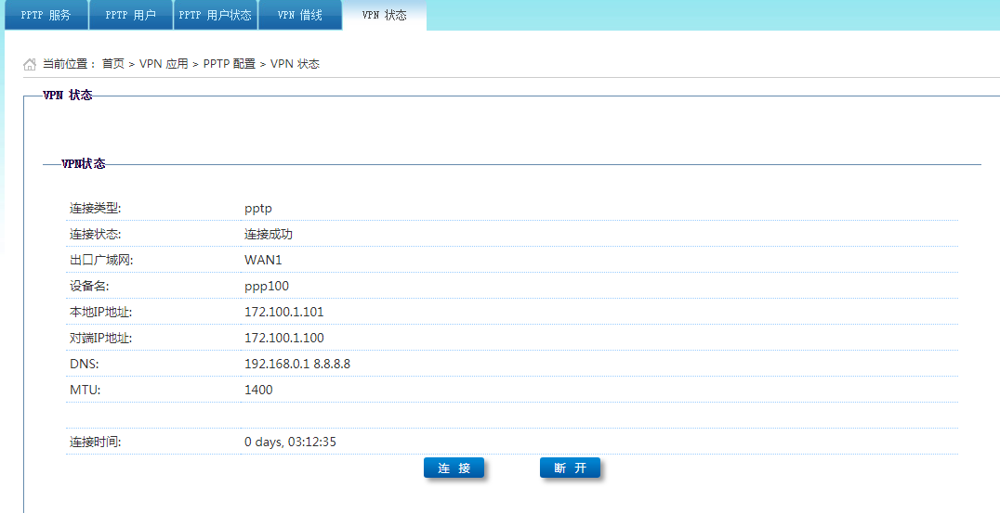 PPTP 服务 PPTP 用户 PPTP 用户状态 VPN 借线 VPN 状态
当前位置： 首页 > VPN 应用 > PPTP 配置 > VPN 状态
VPN 状态
VPN状态
连接类型: pptp
连接状态: 连接成功
出口广域网: WAN1
设备名: ppp100
本地IP地址: 172.100.1.101
对端IP地址: 172.100.1.100
DNS: 192.168.0.1 8.8.8.8
MTU: 1400
连接时间: 0 days, 03:12:35
连 接 断 开